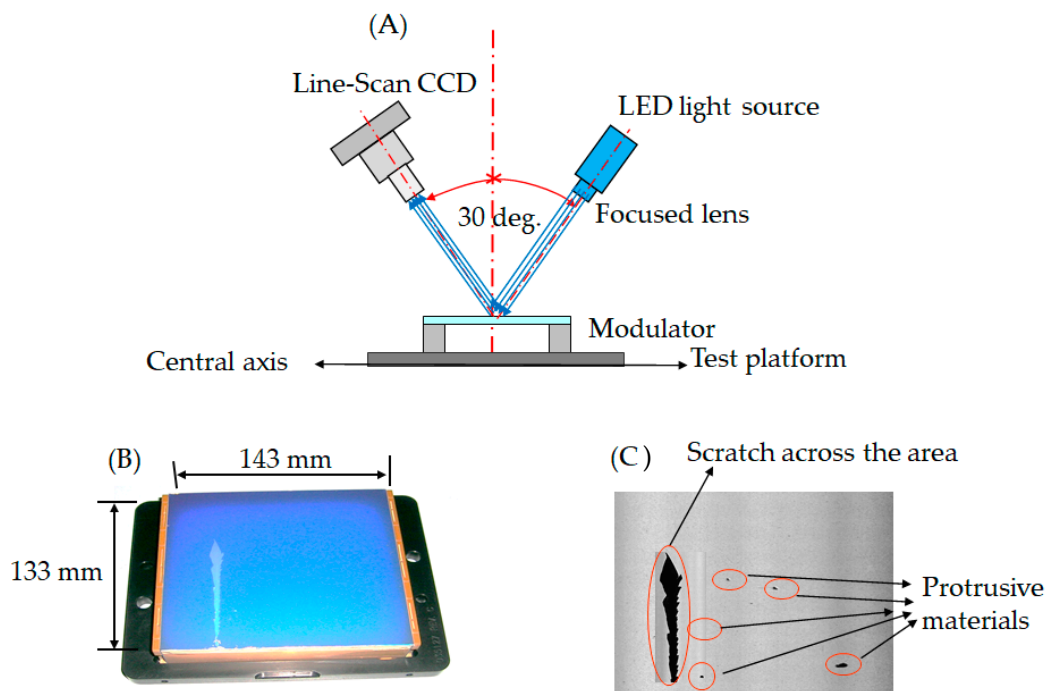 (A)
Line-Scan CCD
LED light source
30 deg.
Focused lens
Modulator
Central axis
Test platform
(B)
143 mm
133 mm
(C)
Scratch across the area
Protrusive
materials